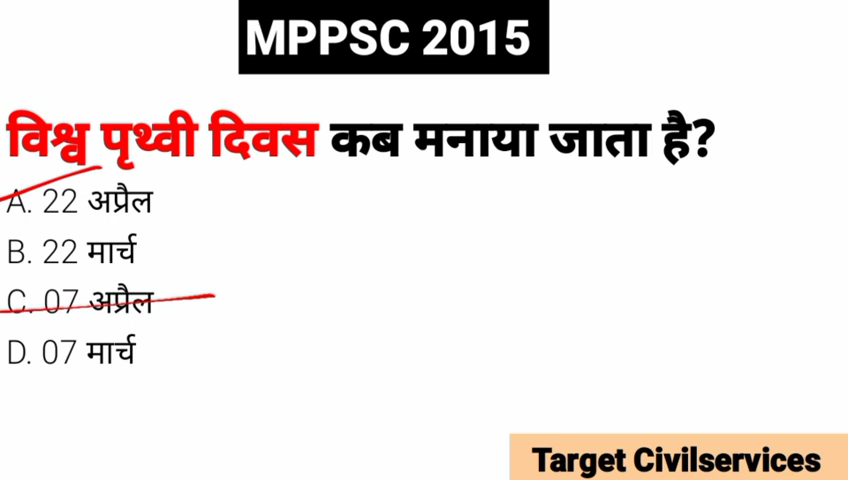 MPPSC 2015
विश्व पृथ्वी दिवस कब मनाया जाता है?
A. 22 अप्रैल
B. 22 मार्च
C. 07 अप्रैल
D. 07 मार्च
Target Civilservices